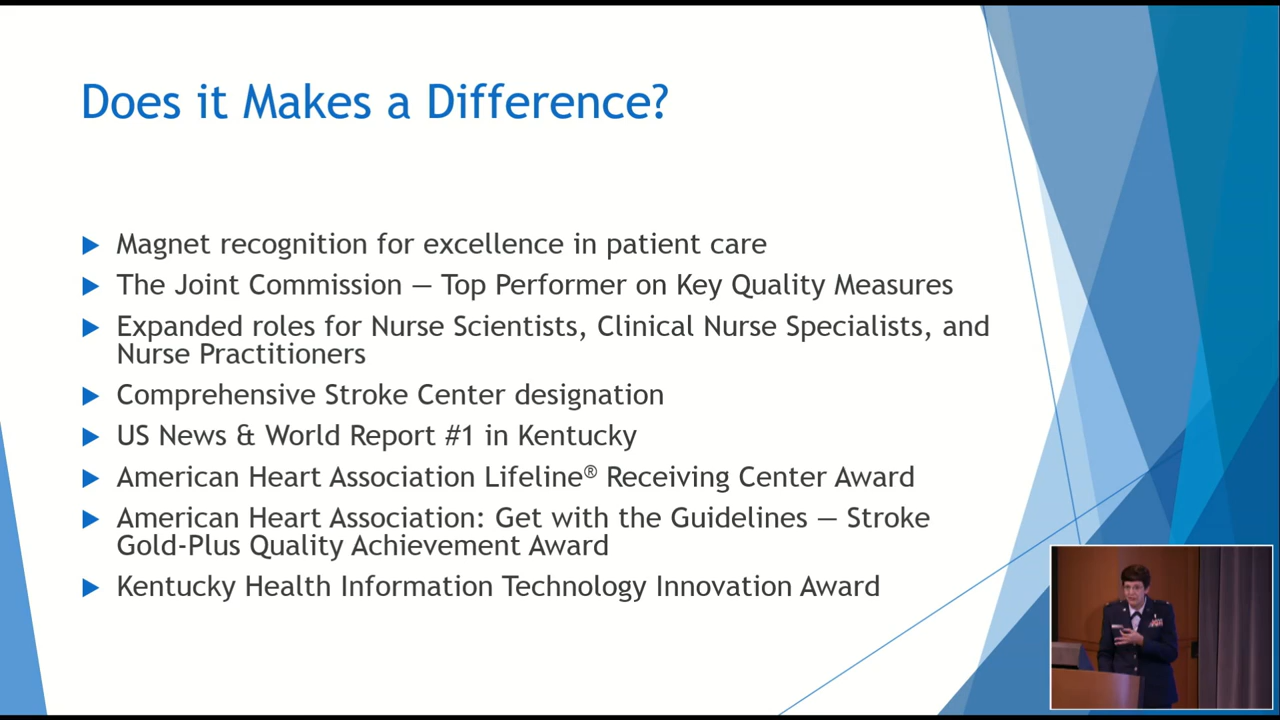 Does it Makes a Difference?
Magnet recognition for excellence in patient care
The Joint Commission — Top Performer on Key Quality Measures
Expanded roles for Nurse Scientists, Clinical Nurse Specialists, and
Nurse Practitioners
Comprehensive Stroke Center designation
US News & World Report #1 in Kentucky
American Heart Association Lifeline® Receiving Center Award
American Heart Association: Get with the Guidelines — Stroke
Gold-Plus Quality Achievement Award
Kentucky Health Information Technology Innovation Award